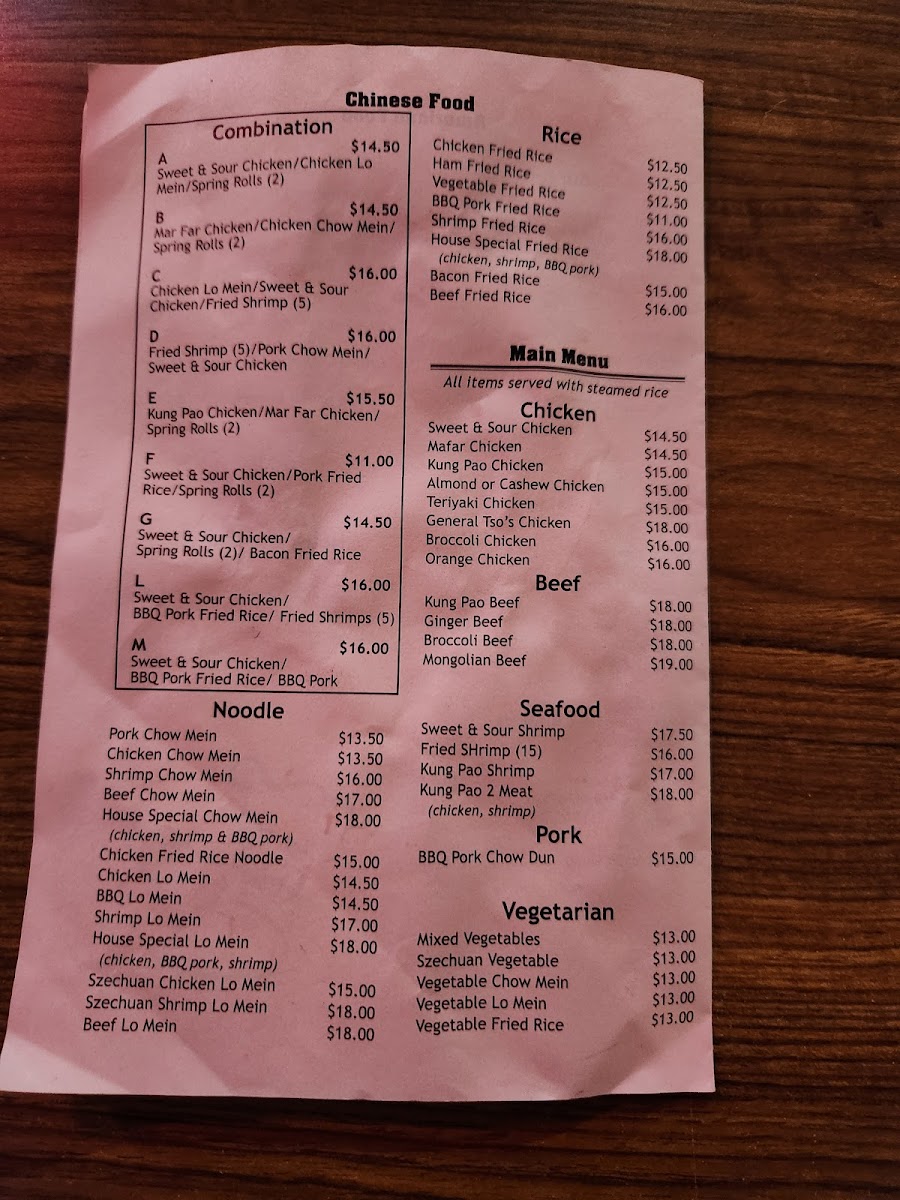 Chinese Food
Combination
A $14.50
Sweet & Sour Chicken/Chicken Lo
Mein/Spring Rolls (2)
B $14.50
Mar Far Chicken/Chicken Chow Mein/
Spring Rolls (2)
C $16.00
Chicken Lo Mein/Sweet & Sour
Chicken/Fried Shrimp (5)
D $16.00
Fried Shrimp (5)/Pork Chow Mein/
Sweet & Sour Chicken
E $15.50
Kung Pao Chicken/Mar Far Chicken/
Spring Rolls (2)
F $11.00
Sweet & Sour Chicken/Pork Fried
Rice/Spring Rolls (2)
G $14.50
Sweet & Sour Chicken/
Spring Rolls (2)/ Bacon Fried Rice
L $16.00
Sweet & Sour Chicken/
BBQ Pork Fried Rice/ Fried Shrimps (5)
M $16.00
Sweet & Sour Chicken/
BBQ Pork Fried Rice/ BBQ Pork
Noodle
Pork Chow Mein $13.50
Chicken Chow Mein $13.50
Shrimp Chow Mein $16.00
Beef Chow Mein $17.00
House Special Chow Mein $18.00
(chicken, shrimp & BBQ pork)
Chicken Fried Rice Noodle $15.00
Chicken Lo Mein $14.50
BBQ Lo Mein $14.50
Shrimp Lo Mein $17.00
House Special Lo Mein $18.00
(chicken, BBQ pork, shrimp)
Szechuan Chicken Lo Mein $15.00
Szechuan Shrimp Lo Mein $18.00
Beef Lo Mein $18.00
Rice
Chicken Fried Rice $12.50
Ham Fried Rice $12.50
Vegetable Fried Rice $12.50
BBQ Pork Fried Rice $11.00
Shrimp Fried Rice $16.00
House Special Fried Rice $18.00
(chicken, shrimp, BBQ pork)
Bacon Fried Rice $15.00
Beef Fried Rice $16.00
Main Menu
All items served with steamed rice
Chicken
Sweet & Sour Chicken $14.50
Mafar Chicken $14.50
Kung Pao Chicken $15.00
Almond or Cashew Chicken $15.00
Teriyaki Chicken $15.00
General Tso's Chicken $18.00
Broccoli Chicken $16.00
Orange Chicken $16.00
Beef
Kung Pao Beef $18.00
Ginger Beef $18.00
Broccoli Beef $18.00
Mongolian Beef $19.00
Seafood
Sweet & Sour Shrimp $17.50
Fried SHrimp (15) $16.00
Kung Pao Shrimp $17.00
Kung Pao 2 Meat $18.00
(chicken, shrimp)
Pork
BBQ Pork Chow Dun $15.00
Vegetarian
Mixed Vegetables $13.00
Szechuan Vegetable $13.00
Vegetable Chow Mein $13.00
Vegetable Lo Mein $13.00
Vegetable Fried Rice $13.00